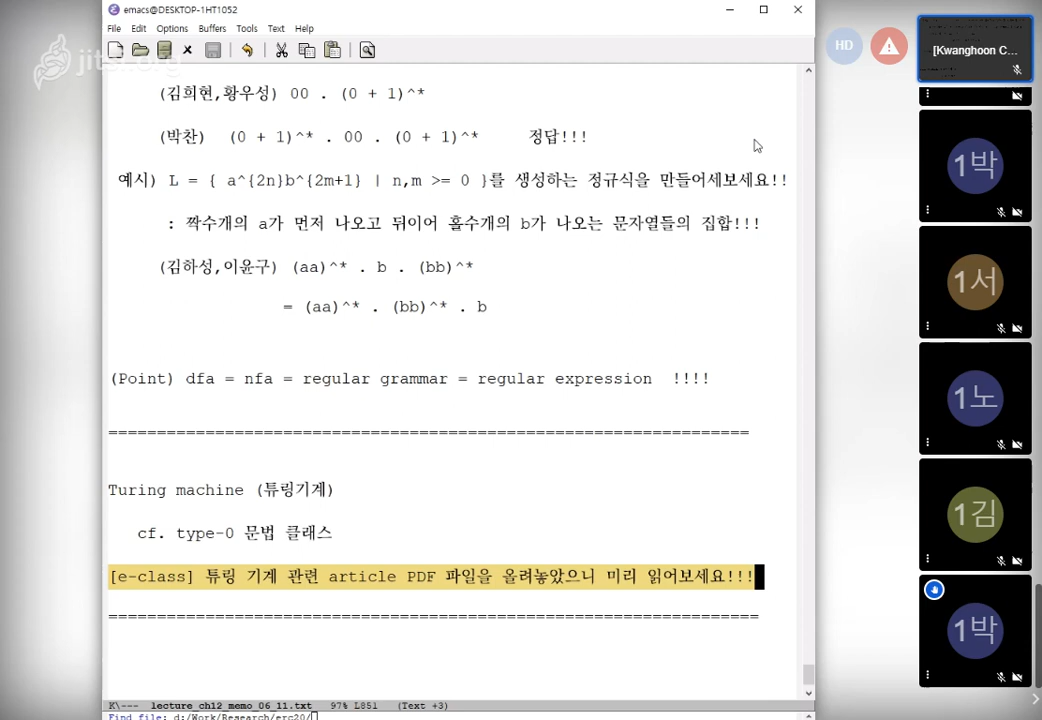 emacs@DESKTOP-1HT1052
File Edit Options Buffers Tools Text Help
jitsi.org
(김희현,황우성) 00 . (0 + 1)^*
(박찬) (0 + 1)^* . 00 . (0 + 1)^* 정답!!!
예시) L = { a^{2n}b^{2m+1} | n,m >= 0 }를 생성하는 정규식을 만들어세보세요!!
: 짝수개의 a가 먼저 나오고 뒤이어 홀수개의 b가 나오는 문자열들의 집합!!!
(김하성,이윤구) (aa)^* . b . (bb)^*
= (aa)^* . (bb)^* . b
(Point) dfa = nfa = regular grammar = regular expression !!!!
==================================================================
Turing machine (튜링기계)
cf. type-0 문법 클래스
[e-class] 튜링 기계 관련 article PDF 파일을 올려놓았으니 미리 읽어보세요!!!
===================================================================
K\--- lecture_ch12_memo_06_11.txt 97% L851 (Text +3)
Find file: d:/Work/Research/erc20/
HD
[Kwanghoon C...
1박
1서
1노
1김
1박